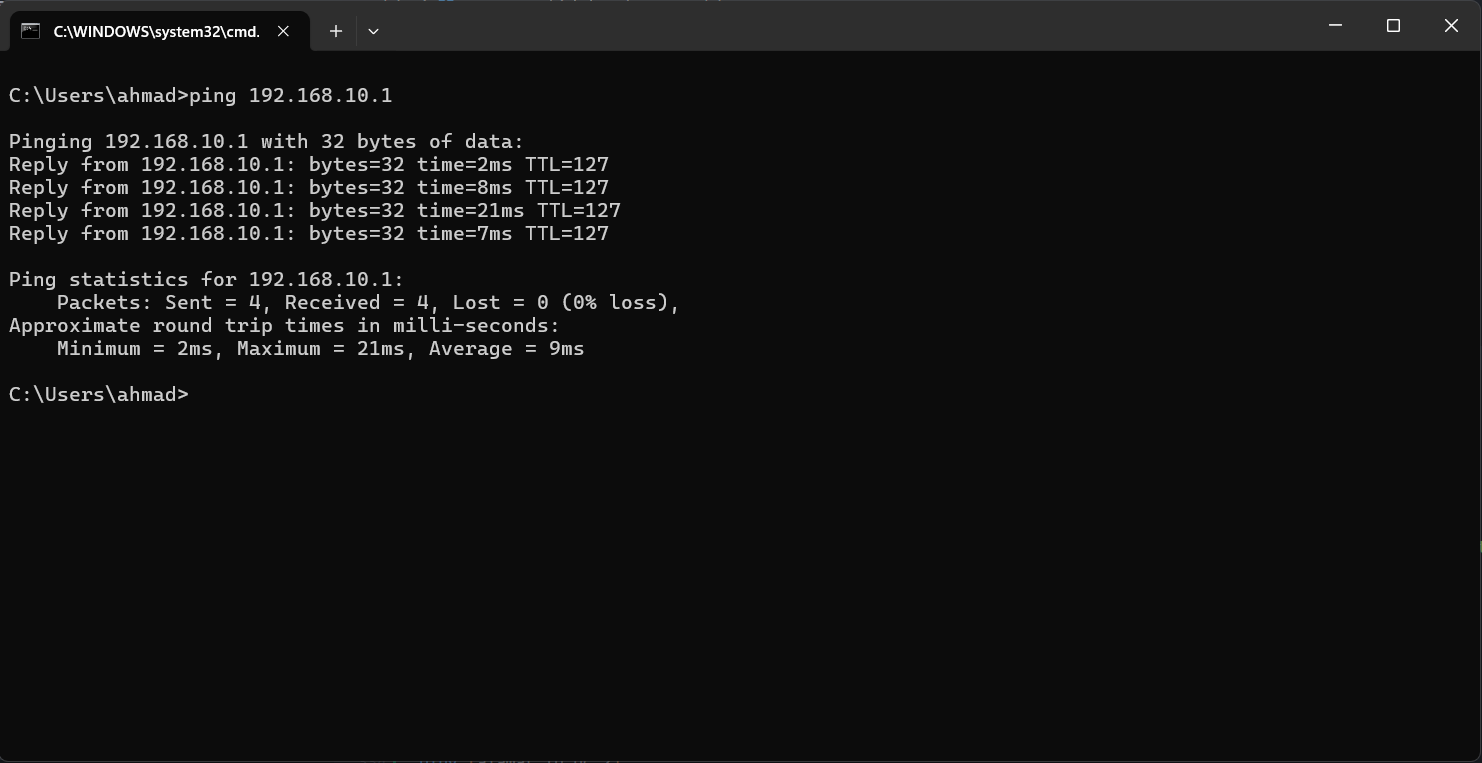 C:\WINDOWS\system32\cmd.
C:\Users\ahmad>ping 192.168.10.1
Pinging 192.168.10.1 with 32 bytes of data:
Reply from 192.168.10.1: bytes=32 time=2ms TTL=127
Reply from 192.168.10.1: bytes=32 time=8ms TTL=127
Reply from 192.168.10.1: bytes=32 time=21ms TTL=127
Reply from 192.168.10.1: bytes=32 time=7ms TTL=127
Ping statistics for 192.168.10.1:
    Packets: Sent = 4, Received = 4, Lost = 0 (0% loss),
Approximate round trip times in milli-seconds:
    Minimum = 2ms, Maximum = 21ms, Average = 9ms
C:\Users\ahmad>